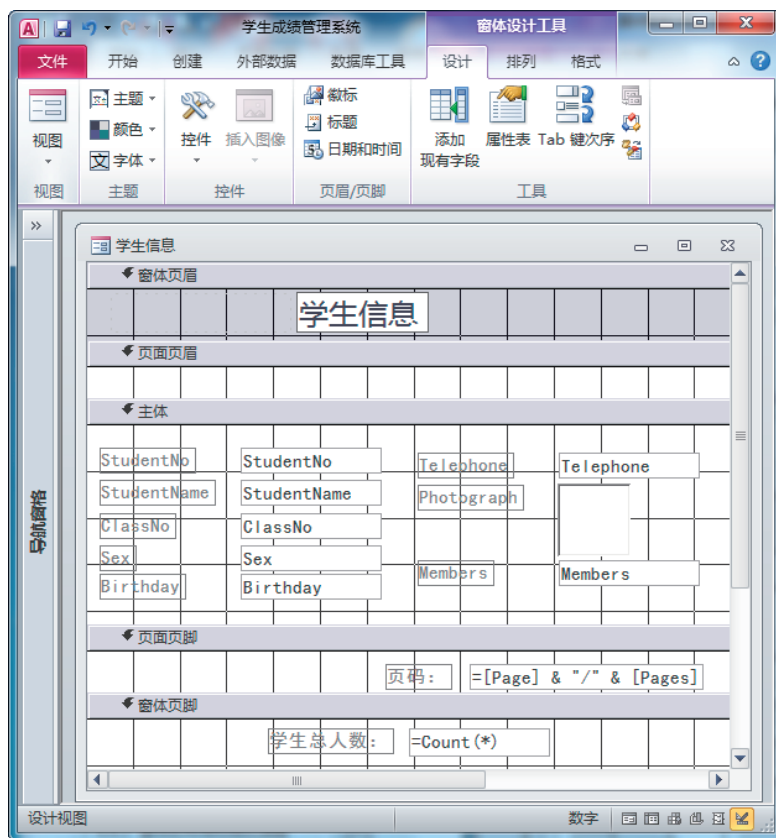 A 学生成绩管理系统 窗体设计工具
文件 开始 创建 外部数据 数据库工具 设计 排列 格式
视图
主题
颜色
文 字体
控件
插入图像
徽标
标题
日期和时间
添加
现有字段
属性表
Tab 键次序
视图 主题 控件 页眉/页脚 工具
»
导航窗格
学生信息
窗体页眉
学生信息
页面页眉
主体
StudentNo StudentNo Telephone Telephone
StudentName StudentName Photograph
ClassNo ClassNo
Sex Sex Members Members
Birthday Birthday
页面页脚
页码: =[Page] & "/" & [Pages]
窗体页脚
学生总人数: =Count(*)
设计视图 数字